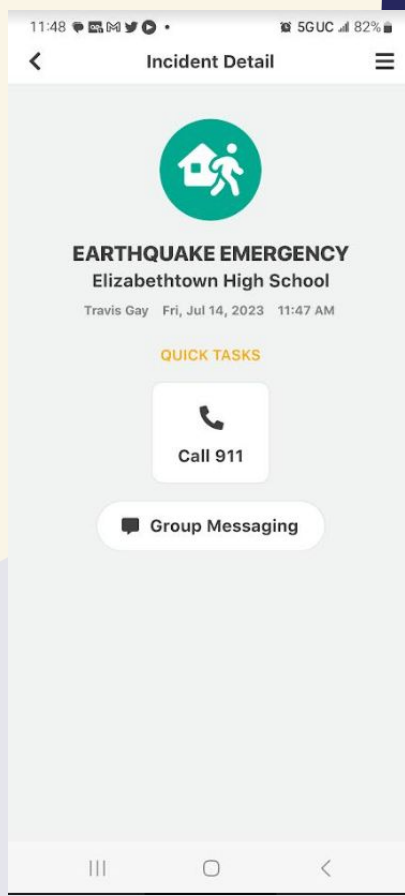 11:48 5GUC 82%
Incident Detail
EARTHQUAKE EMERGENCY
Elizabethtown High School
Travis Gay Fri, Jul 14, 2023 11:47 AM
QUICK TASKS
Call 911
Group Messaging